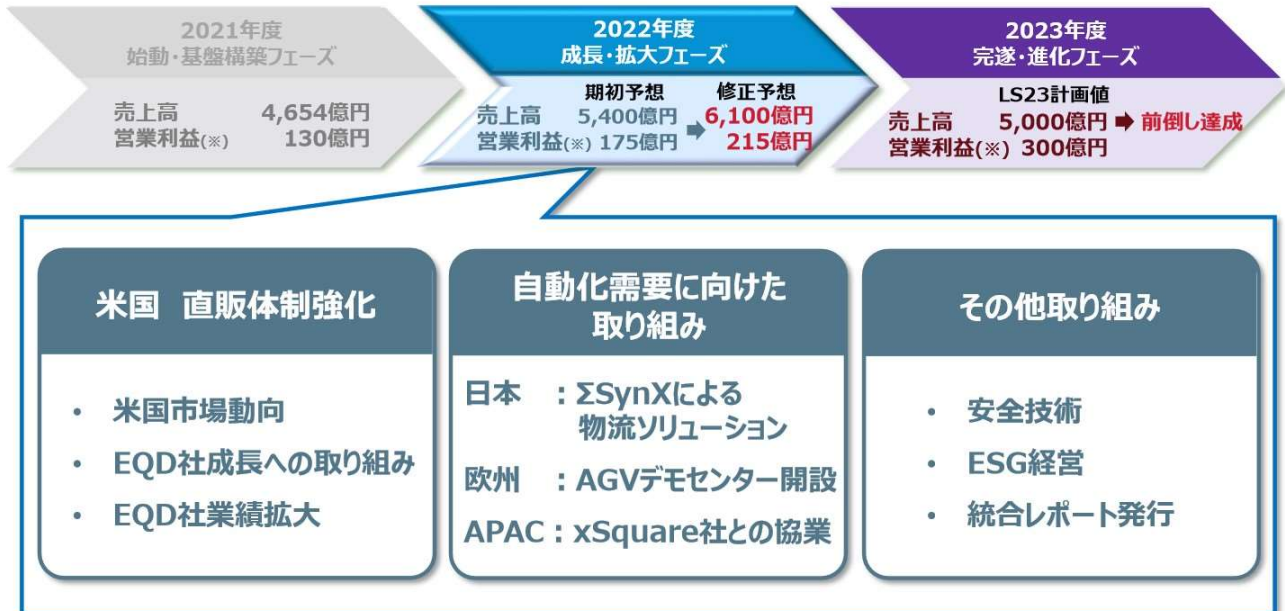 2021年度
始動・基盤構築フェーズ
売上高 4,654億円
営業利益(※) 130億円
2022年度
成長・拡大フェーズ
期初予想 修正予想
売上高 5,400億円 ➡ 6,100億円
営業利益(※) 175億円 215億円
2023年度
完遂・進化フェーズ
LS23計画値
売上高 5,000億円 ➡ 前倒し達成
営業利益(※) 300億円
米国 直販体制強化
• 米国市場動向
• EQD社成長への取り組み
• EQD社業績拡大
自動化需要に向けた
取り組み
日本 :ΣSynXによる
物流ソリューション
欧州 :AGVデモセンター開設
APAC:xSquare社との協業
その他取り組み
• 安全技術
• ESG経営
• 統合レポート発行